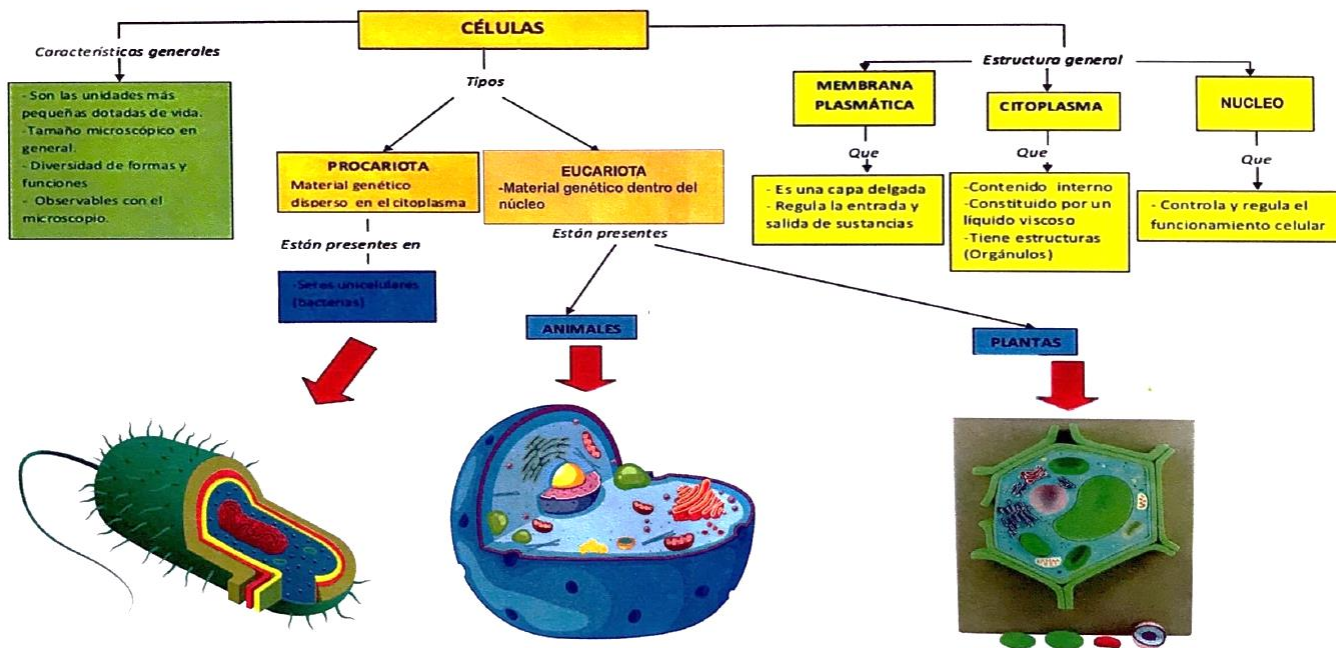 CÉLULAS
Características generales
- Son las unidades más
pequeñas dotadas de vida.
-Tamaño microscópico en
general.
- Diversidad de formas y
funciones
- Observables con el
microscopio.
Tipos
PROCARIOTA
Material genético
disperso en el citoplasma
Están presentes en
-Seres unicelulares
(bacterias)
EUCARIOTA
-Material genético dentro del
núcleo
Están presentes
ANIMALES
PLANTAS
Estructura general
MEMBRANA
PLASMÁTICA
Que
- Es una capa delgada
- Regula la entrada y
salida de sustancias
CITOPLASMA
Que
-Contenido interno
-Constituido por un
líquido viscoso
-Tiene estructuras
(Orgánulos)
NUCLEO
Que
- Controla y regula el
funcionamiento celular